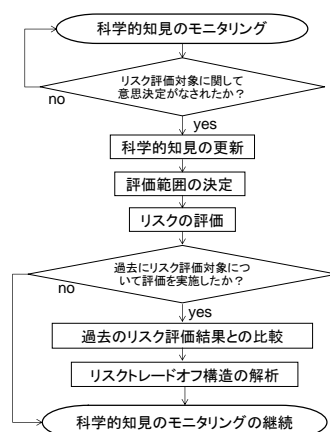 科学的知見のモニタリング
リスク評価対象に関して
意思決定がなされたか？
no
yes
科学的知見の更新
評価範囲の決定
リスクの評価
過去にリスク評価対象につ
いて評価を実施したか？
no
yes
過去のリスク評価結果との比較
リスクトレードオフ構造の解析
科学的知見のモニタリングの継続